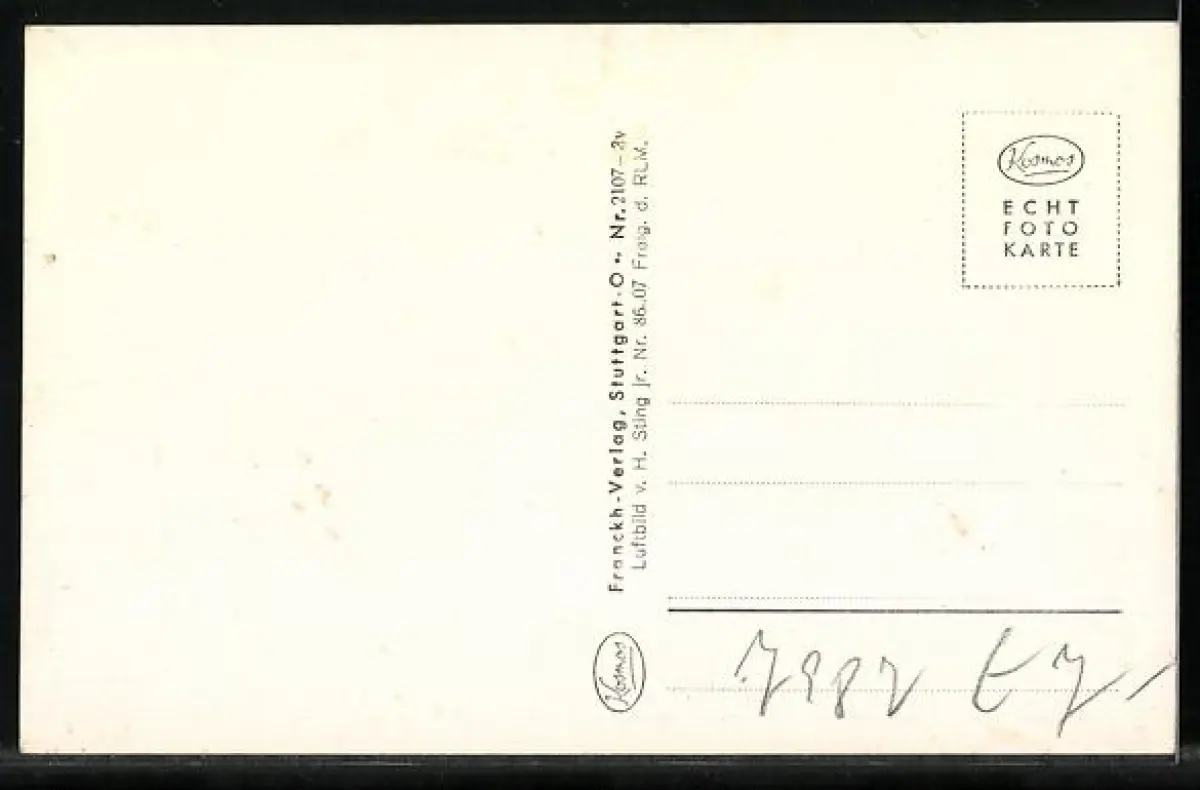 Franckh-Verlag, Stuttgart-O • Nr. 2107 – 3v
Luftbild v. H. Sting jr. Nr. 86.07 Freig. d. RLM.
Kosmos
Kosmos
ECHT
FOTO
KARTE